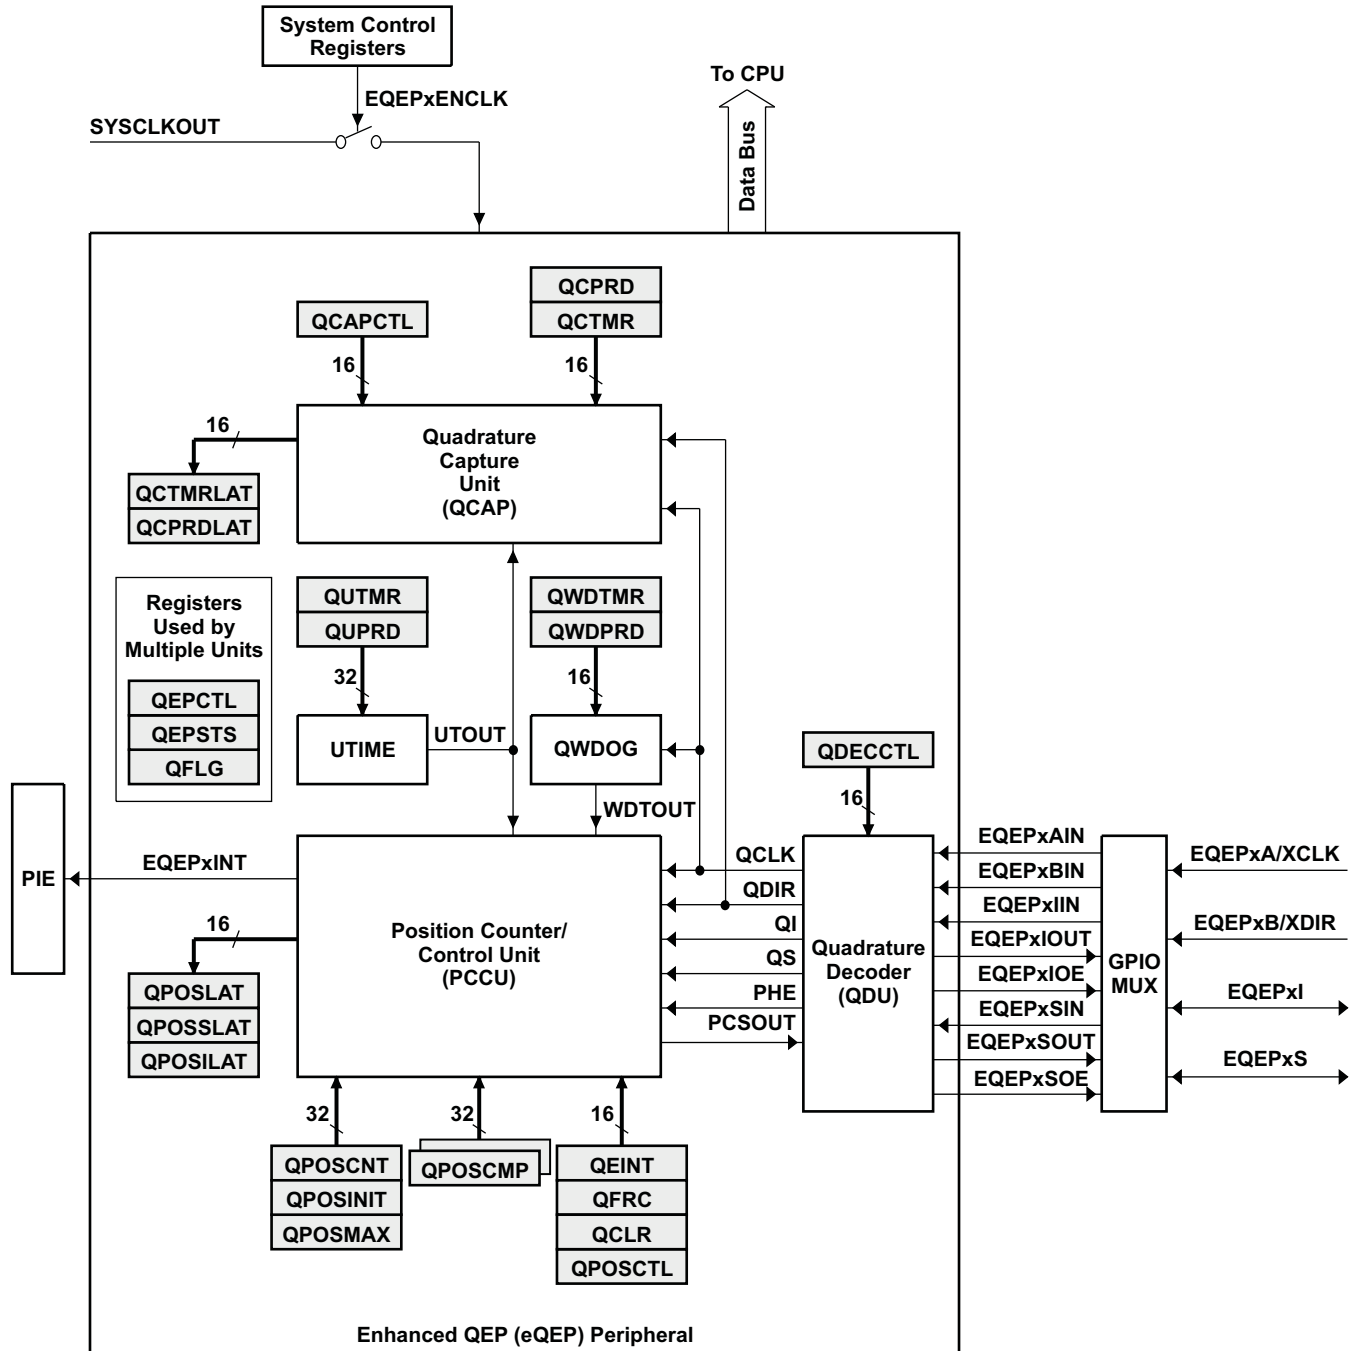 System Control
Registers
To CPU
EQEPxENCLK
SYSCLKOUT
Data Bus
QCPRD
QCAPCTL
QCTMR
16
16
16
Quadrature
Capture
Unit
(QCAP)
QCTMRLAT
QCPRDLAT
Registers
Used by
Multiple Units
QEPCTL
QEPSTS
QFLG
QUTMR
QUPRD
QWDTMR
QWDPRD
32
16
UTIME
UTOUT
QWDOG
QDECCTL
WDTOUT
16
PIE
EQEPxINT
16
QPOSLAT
QPOSSLAT
QPOSILAT
Position Counter/
Control Unit
(PCCU)
QCLK
QDIR
QI
QS
PHE
PCSOUT
Quadrature
Decoder
(QDU)
EQEPxAIN
EQEPxBIN
EQEPxIIN
EQEPxIOUT
EQEPxIOE
EQEPxSIN
EQEPxSOUT
EQEPxSOE
GPIO
MUX
EQEPxA/XCLK
EQEPxB/XDIR
EQEPxI
EQEPxS
32
32
16
QPOSCNT
QPOSINIT
QPOSMAX
QPOSCMP
QEINT
QFRC
QCLR
QPOSCTL
Enhanced QEP (eQEP) Peripheral